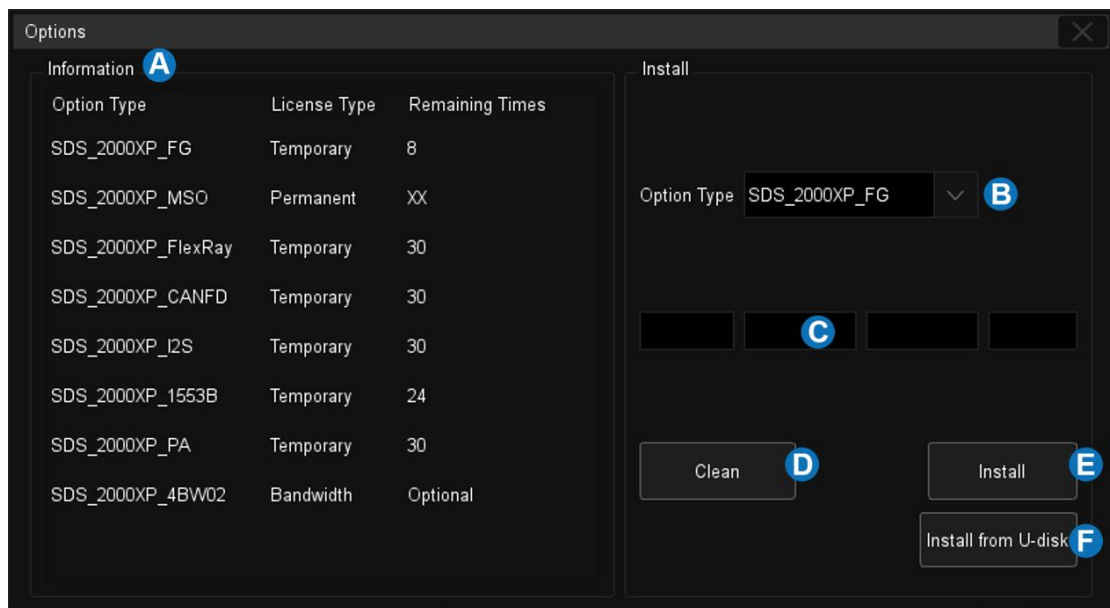 Options
Information A
Option Type License Type Remaining Times
SDS_2000XP_FG Temporary 8
SDS_2000XP_MSO Permanent XX
SDS_2000XP_FlexRay Temporary 30
SDS_2000XP_CANFD Temporary 30
SDS_2000XP_I2S Temporary 30
SDS_2000XP_1553B Temporary 24
SDS_2000XP_PA Temporary 30
SDS_2000XP_4BW02 Bandwidth Optional
Install
Option Type SDS_2000XP_FG B
C
Clean D
Install E
Install from U-disk F